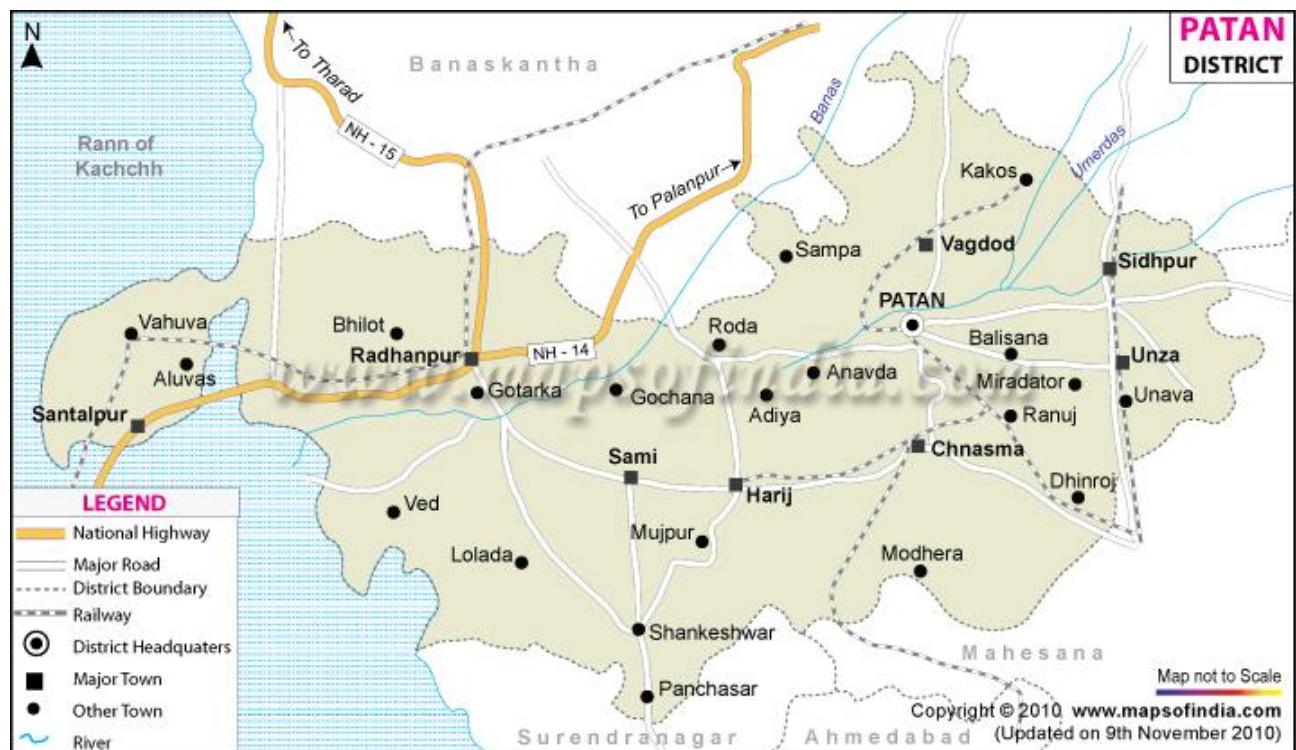 N
PATAN
DISTRICT
To Tharad
Banaskantha
NH - 15
Rann of
Kachchh
Banas
Umerdas
Kakos
To Palanpur
Sampa
Vagdod
Sidhpur
PATAN
Vahuva
Bhilot
Roda
Balisana
Radhanpur
NH - 14
Unza
Aluvas
www.mapsofindia.com
Anavda
Miradator
Gotarka
Gochana
Adiya
Unava
Santalpur
Ranuj
Chnasma
Sami
Harij
Dhinroj
Ved
Mujpur
Lolada
Modhera
Shankeshwar
Mahesana
Panchasar
Surendranagar
Ahmedabad
LEGEND
National Highway
Major Road
District Boundary
Railway
District Headquaters
Major Town
Other Town
River
Map not to Scale
Copyright © 2010 www.mapsofindia.com
(Updated on 9th November 2010)